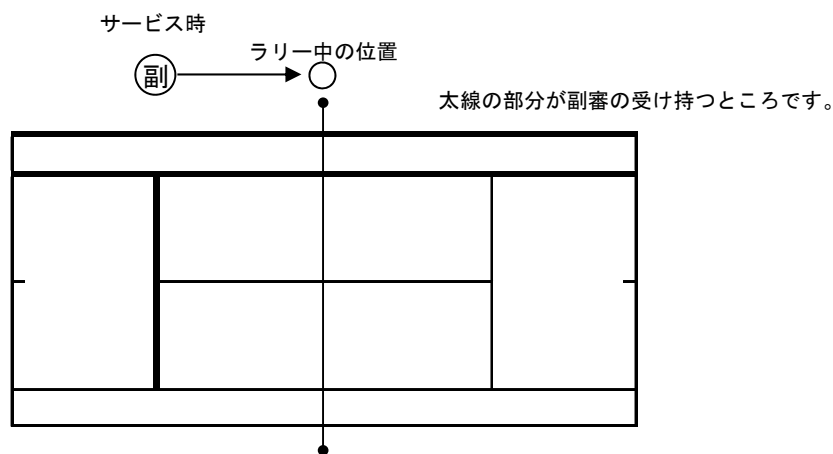 サービス時
ラリー中の位置
副
太線の部分が副審の受け持つところです。